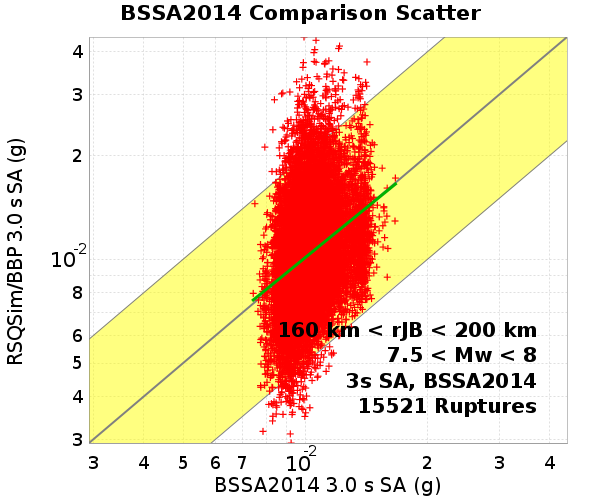 BSSA2014 Comparison Scatter
RSQSim/BBP 3.0 s SA (g)
4
3
2
10-2
8
6
5
4
3
160 km < rJB < 200 km
7.5 < Mw < 8
3s SA, BSSA2014
15521 Ruptures
3 4 5 6 7 10-2 2 3 4
BSSA2014 3.0 s SA (g)